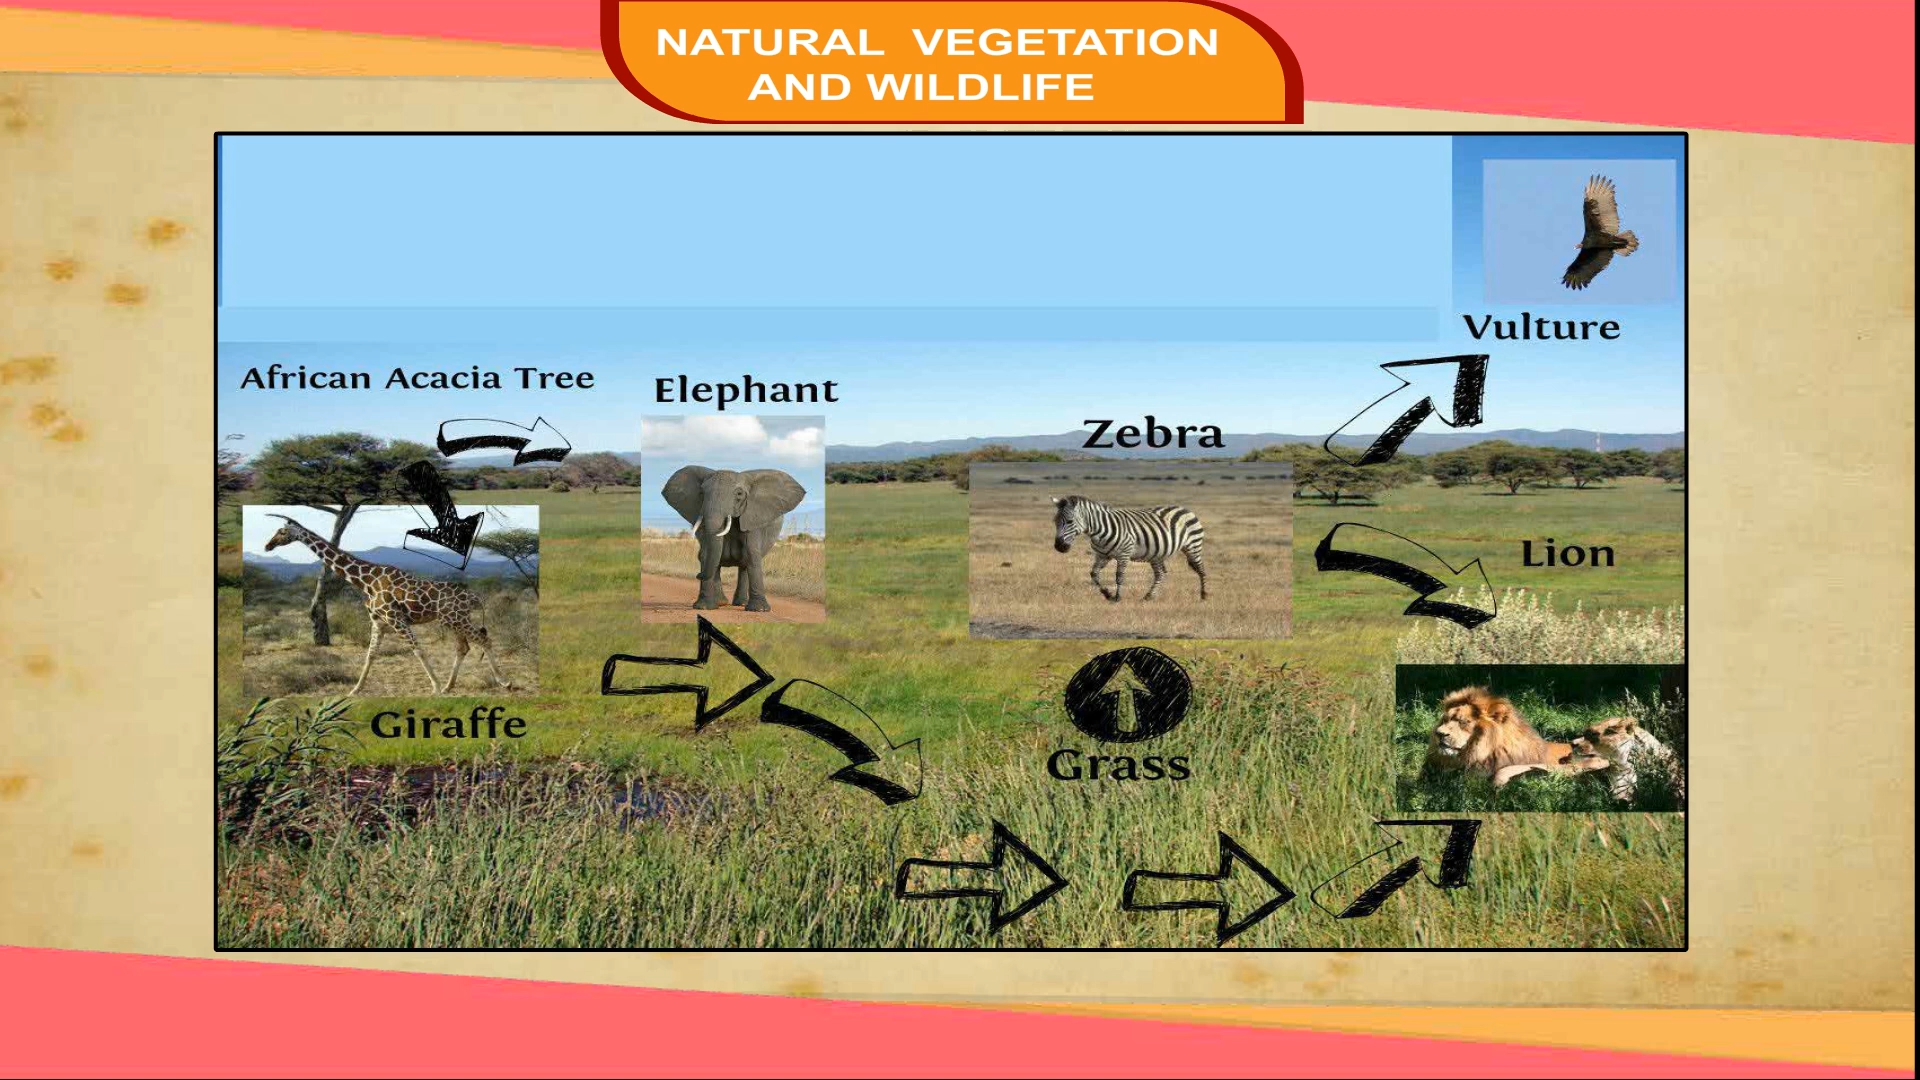 NATURAL VEGETATION
AND WILDLIFE
Vulture
African Acacia Tree
Elephant
Zebra
Lion
Giraffe
Grass